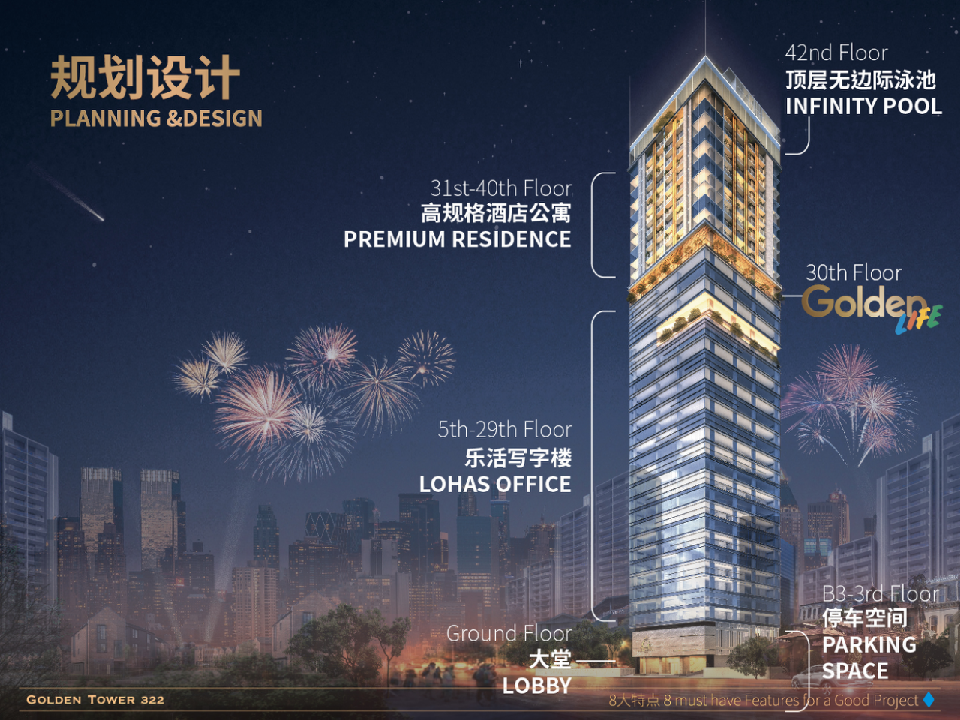 规划设计
PLANNING &DESIGN
42nd Floor
顶层无边际泳池
INFINITY POOL
31st-40th Floor
高规格酒店公寓
PREMIUM RESIDENCE
30th Floor
Golden
LIFE
5th-29th Floor
乐活写字楼
LOHAS OFFICE
B3-3rd Floor
停车空间
PARKING
SPACE
Ground Floor
大堂
LOBBY
GOLDEN TOWER 322
8大特点 8 must have Features for a Good Project